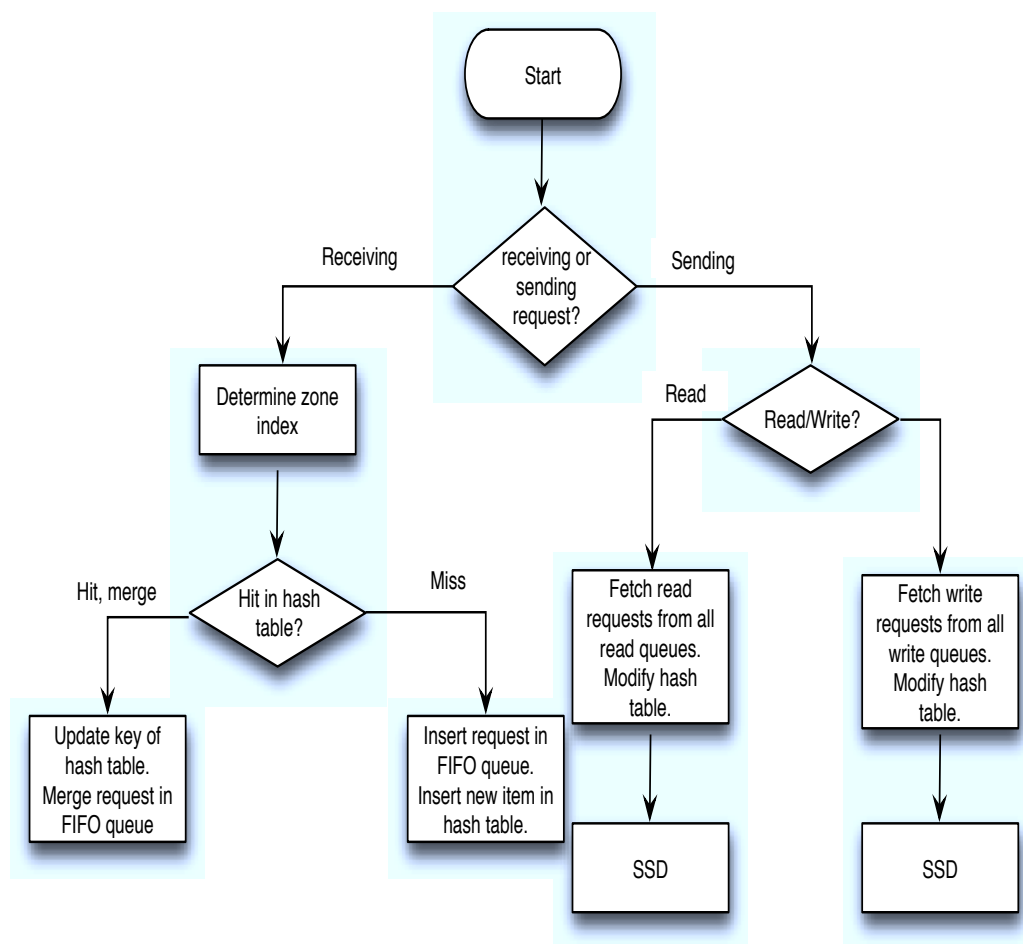 Start
receiving or
sending
request?
Receiving
Sending
Determine zone
index
Read
Read/Write?
Hit, merge
Hit in hash
table?
Miss
Fetch read
requests from all
read queues.
Modify hash
table.
Fetch write
requests from all
write queues.
Modify hash
table.
Update key of
hash table.
Merge request in
FIFO queue
Insert request in
FIFO queue.
Insert new item in
hash table.
SSD
SSD